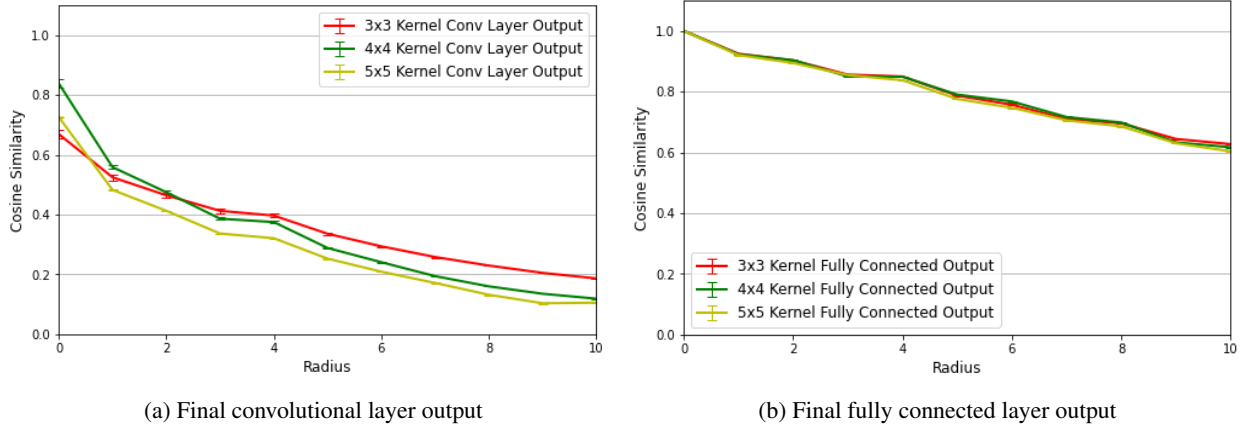 1.0
0.8
0.6
0.4
0.2
0.0
Cosine Similarity
3x3 Kernel Conv Layer Output
4x4 Kernel Conv Layer Output
5x5 Kernel Conv Layer Output
0 2 4 6 8 10
Radius
(a) Final convolutional layer output
1.0
0.8
0.6
0.4
0.2
0.0
Cosine Similarity
3x3 Kernel Fully Connected Output
4x4 Kernel Fully Connected Output
5x5 Kernel Fully Connected Output
0 2 4 6 8 10
Radius
(b) Final fully connected layer output